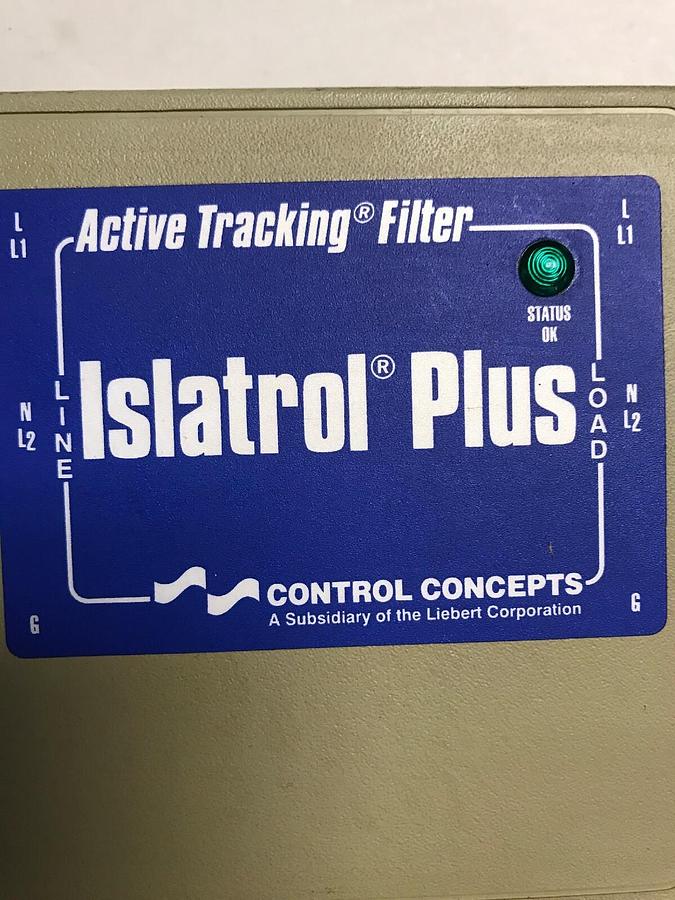 Active Tracking® Filter
L
L1
L
L1
STATUS
OK
Islatrol® Plus
LINE
LOAD
N
L2
N
L2
CONTROL CONCEPTS
A Subsidiary of the Liebert Corporation
G
G